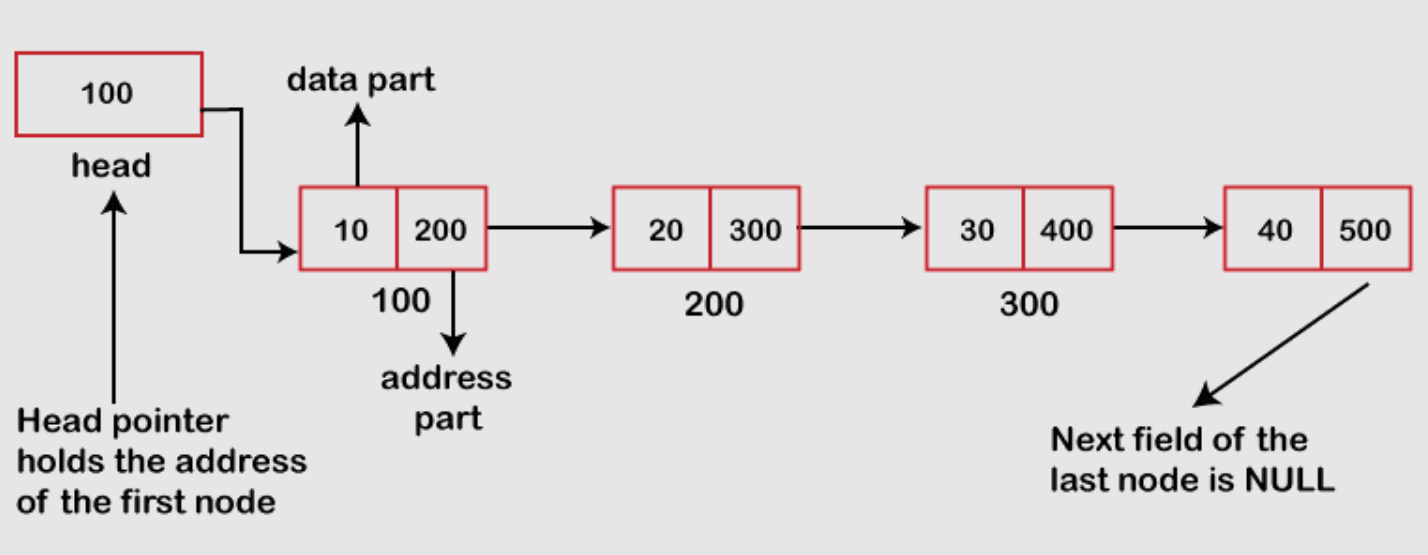 100
head
data part
10 200
100
20 300
200
30 400
300
40 500
address
part
Head pointer
holds the address
of the first node
Next field of the
last node is NULL